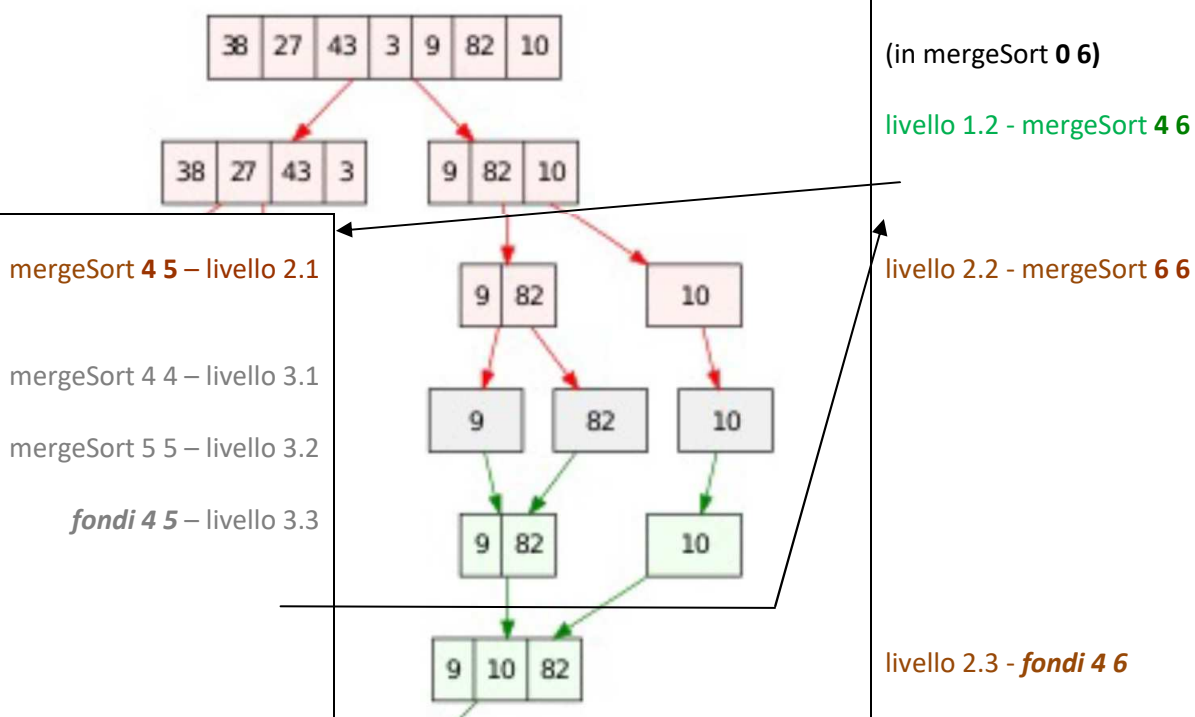 38 27 43 3 9 82 10
(in mergeSort 0 6)
livello 1.2 - mergeSort 4 6
38 27 43 3
9 82 10
mergeSort 4 5 – livello 2.1
9 82
10
livello 2.2 - mergeSort 6 6
mergeSort 4 4 – livello 3.1
9
82
10
mergeSort 5 5 – livello 3.2
fondi 4 5 – livello 3.3
9 82
10
9 10 82
livello 2.3 - fondi 4 6